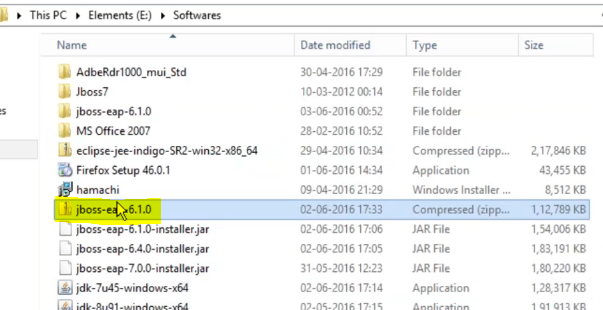 This PC Elements (E:) Softwares
Name Date modified Type Size
AdbeRdr1000_mui_Std 30-04-2016 17:29 File folder
Jboss7 10-03-2012 00:14 File folder
jboss-eap-6.1.0 03-06-2016 00:52 File folder
MS Office 2007 28-02-2016 10:52 File folder
es
eclipse-jee-indigo-SR2-win32-x86_64 29-04-2016 10:34 Compressed (zipp... 2,17,846 KB
Firefox Setup 46.0.1 01-06-2016 14:34 Application 43,455 KB
hamachi 09-04-2016 21:29 Windows Installer ... 8,512 KB
jboss-eap-6.1.0 02-06-2016 17:33 Compressed (zipp... 1,12,789 KB
jboss-eap-6.1.0-installer.jar 02-06-2016 17:06 JAR File 1,54,006 KB
jboss-eap-6.4.0-installer.jar 02-06-2016 17:05 JAR File 1,83,191 KB
jboss-eap-7.0.0-installer.jar 31-05-2016 12:23 JAR File 1,80,220 KB
jdk-7u45-windows-x64 02-06-2016 17:14 Application 1,28,317 KB
jdk-8u91-windows-x64 02-05-2016 17:15 Application 1,91,913 KB